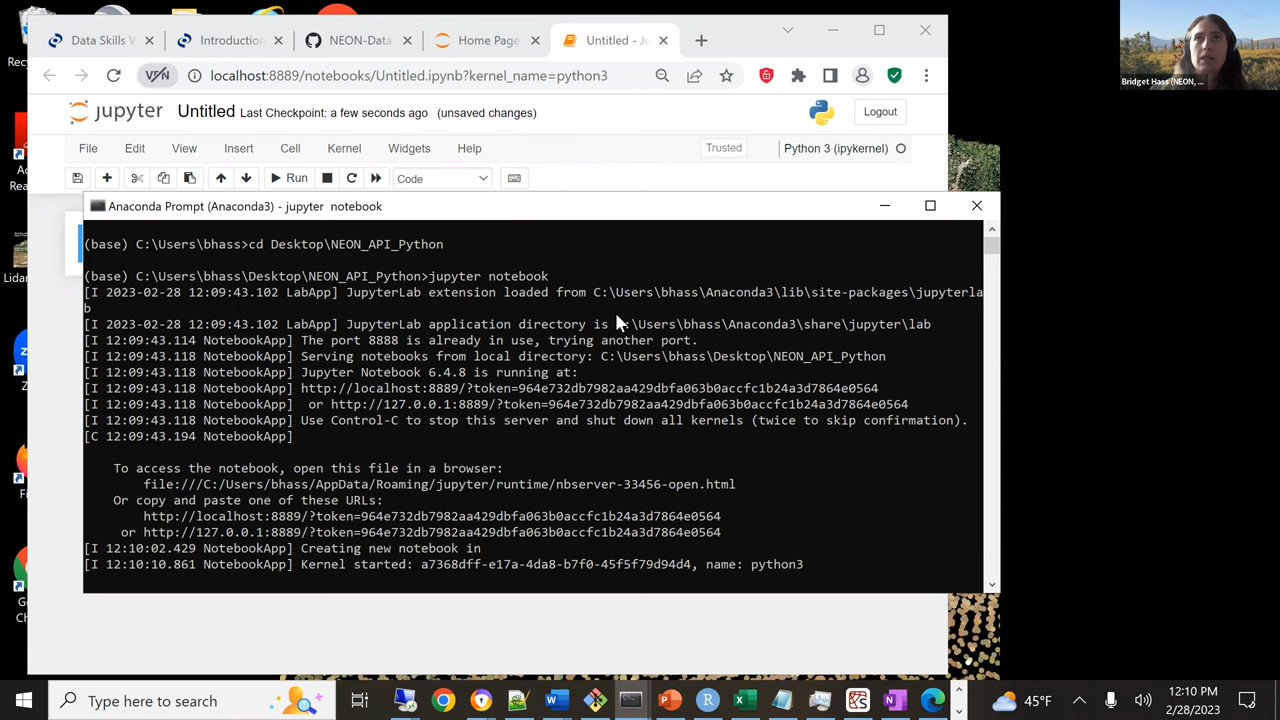 Recy
Data Skills
Introduction
NEON-Data
Home Page
Untitled - Ju
VPN
localhost:8889/notebooks/Untitled.ipynb?kernel_name=python3
Bridget Hass (NEON, ...
jupyter Untitled Last Checkpoint: a few seconds ago (unsaved changes)
Logout
File Edit View Insert Cell Kernel Widgets Help
Trusted
Python 3 (ipykernel)
Run
Code
Ac
Rea
Anaconda Prompt (Anaconda3) - jupyter notebook
(base) C:\Users\bhass>cd Desktop\NEON_API_Python
(base) C:\Users\bhass\Desktop\NEON_API_Python>jupyter notebook
[I 2023-02-28 12:09:43.102 LabApp] JupyterLab extension loaded from C:\Users\bhass\Anaconda3\lib\site-packages\jupyterla
b
[I 2023-02-28 12:09:43.102 LabApp] JupyterLab application directory is C:\Users\bhass\Anaconda3\share\jupyter\lab
[I 12:09:43.114 NotebookApp] The port 8888 is already in use, trying another port.
[I 12:09:43.118 NotebookApp] Serving notebooks from local directory: C:\Users\bhass\Desktop\NEON_API_Python
[I 12:09:43.118 NotebookApp] Jupyter Notebook 6.4.8 is running at:
[I 12:09:43.118 NotebookApp] http://localhost:8889/?token=964e732db7982aa429dbfa063b0accfc1b24a3d7864e0564
[I 12:09:43.118 NotebookApp]  or http://127.0.0.1:8889/?token=964e732db7982aa429dbfa063b0accfc1b24a3d7864e0564
[I 12:09:43.118 NotebookApp] Use Control-C to stop this server and shut down all kernels (twice to skip confirmation).
[C 12:09:43.194 NotebookApp]
To access the notebook, open this file in a browser:
file:///C:/Users/bhass/AppData/Roaming/jupyter/runtime/nbserver-33456-open.html
Or copy and paste one of these URLs:
http://localhost:8889/?token=964e732db7982aa429dbfa063b0accfc1b24a3d7864e0564
or http://127.0.0.1:8889/?token=964e732db7982aa429dbfa063b0accfc1b24a3d7864e0564
[I 12:10:02.429 NotebookApp] Creating new notebook in
[I 12:10:10.861 NotebookApp] Kernel started: a7368dff-e17a-4da8-b7f0-45f5f79d94d4, name: python3
Lidar
Z
Fi
Go
Ch
Type here to search
45°F
12:10 PM
2/28/2023